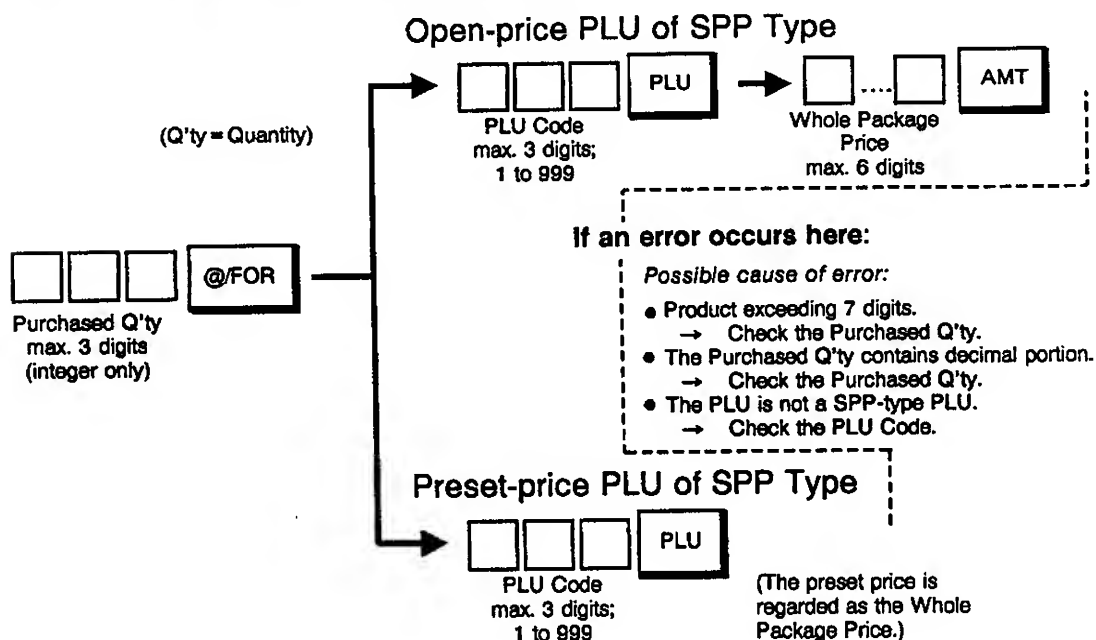 Open-price PLU of SPP Type
PLU
AMT
(Q'ty = Quantity)
PLU Code
max. 3 digits;
1 to 999
Whole Package
Price
max. 6 digits
If an error occurs here:
@/FOR
Purchased Q'ty
max. 3 digits
(integer only)
Possible cause of error:
● Product exceeding 7 digits.
→ Check the Purchased Q'ty.
● The Purchased Q'ty contains decimal portion.
→ Check the Purchased Q'ty.
● The PLU is not a SPP-type PLU.
→ Check the PLU Code.
Preset-price PLU of SPP Type
PLU
PLU Code
max. 3 digits;
1 to 999
(The preset price is
regarded as the Whole
Package Price.)